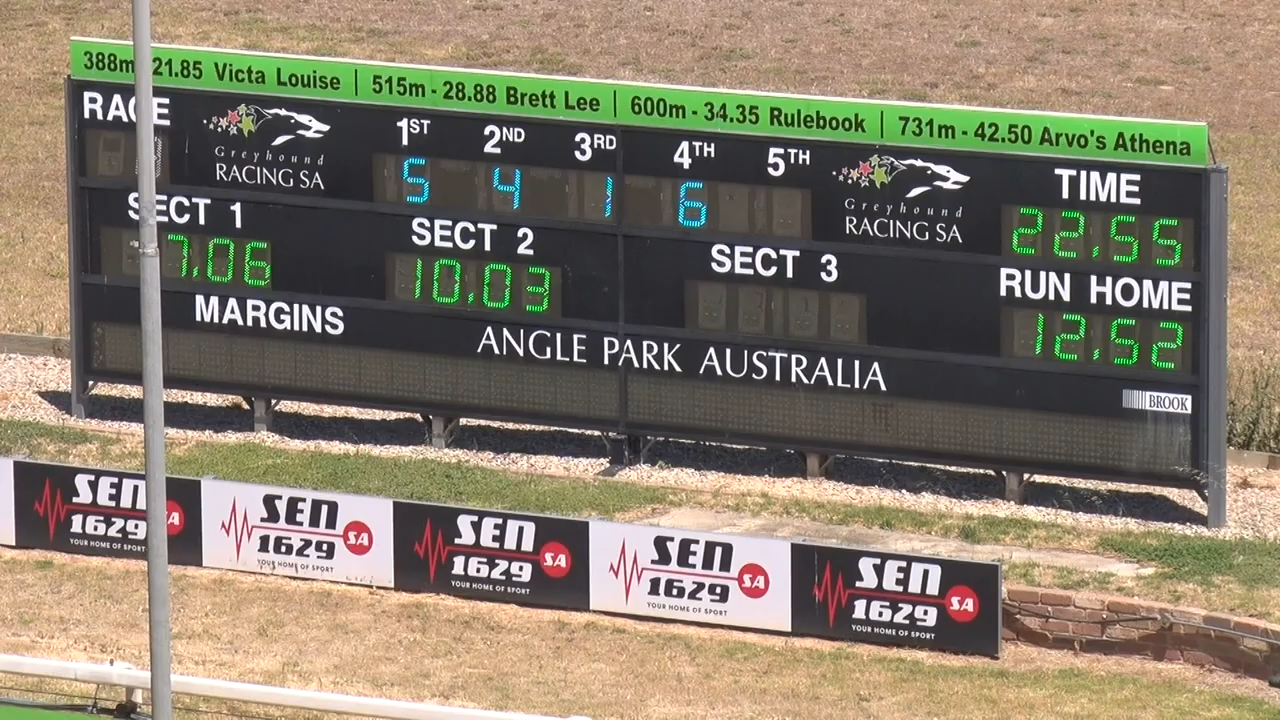 388m 21.85 Victa Louise | 515m - 28.88 Brett Lee | 600m - 34.35 Rulebook | 731m - 42.50 Arvo's Athena
RACE
Greyhound
RACING SA
1ST 2ND 3RD 4TH 5TH
5 4 1 6
Greyhound
RACING SA
TIME
22.55
SECT 1
7.06
SECT 2
10.03
SECT 3
RUN HOME
12.52
MARGINS
ANGLE PARK AUSTRALIA
BROOK
SEN
1629 SA
YOUR HOME OF SPORT
SEN
1629 SA
YOUR HOME OF SPORT
SEN
1629 SA
YOUR HOME OF SPORT
SEN
1629 SA
YOUR HOME OF SPORT
SEN
1629 SA
YOUR HOME OF SPORT